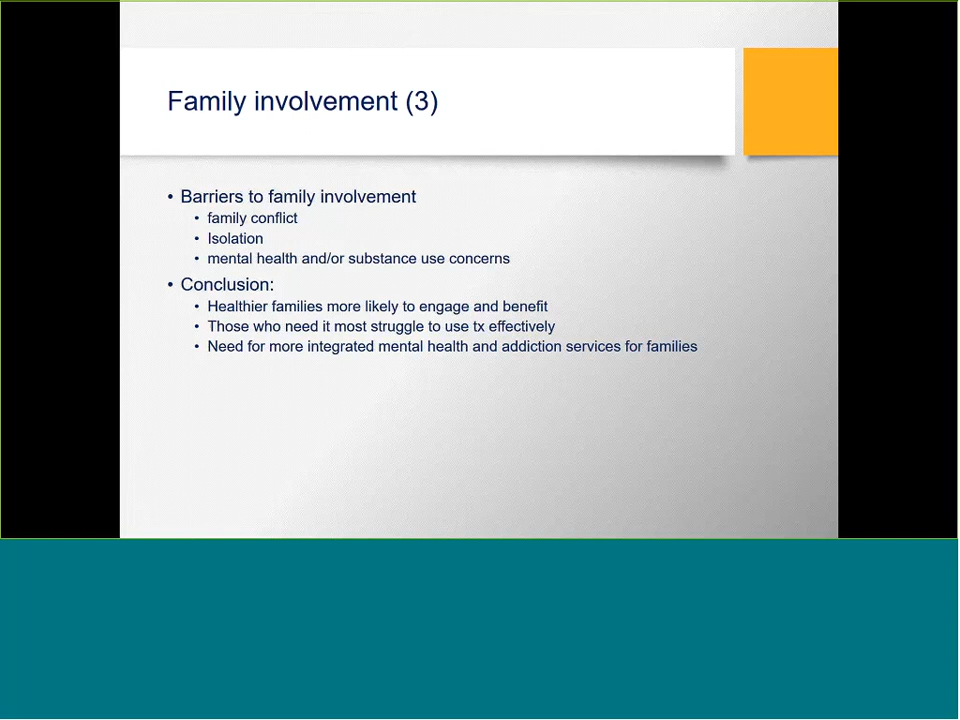 Family involvement (3)
• Barriers to family involvement
• family conflict
• Isolation
• mental health and/or substance use concerns
• Conclusion:
• Healthier families more likely to engage and benefit
• Those who need it most struggle to use tx effectively
• Need for more integrated mental health and addiction services for families